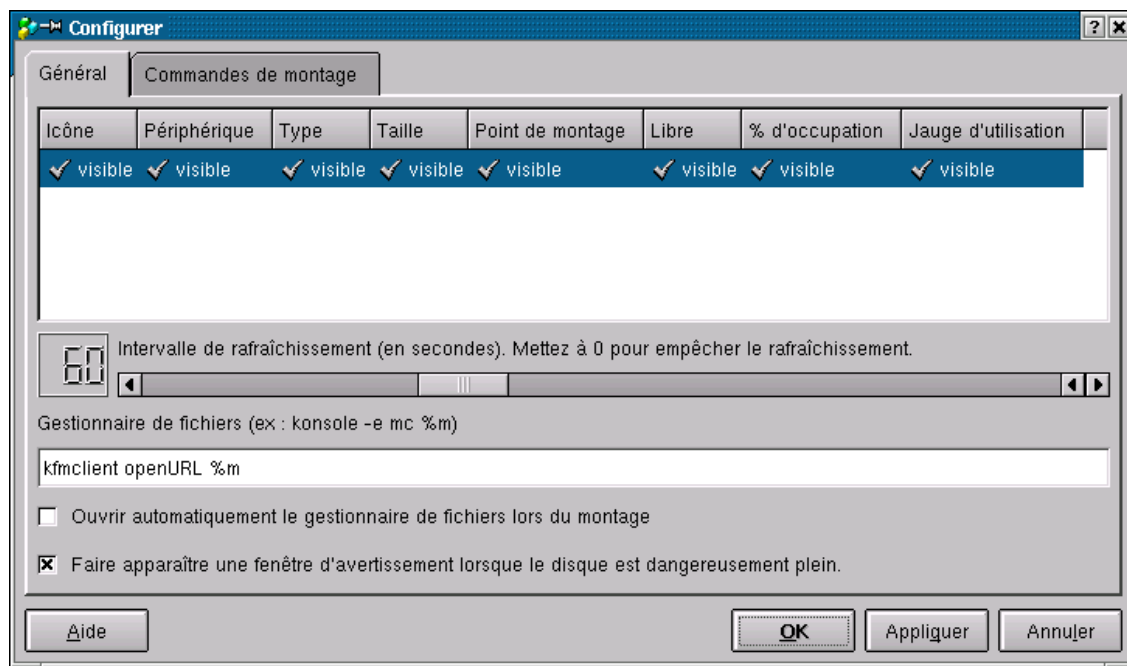 Configurer
Général Commandes de montage
Icône Périphérique Type Taille Point de montage Libre % d'occupation Jauge d'utilisation
visible visible visible visible visible visible visible visible
60 Intervalle de rafraîchissement (en secondes). Mettez à 0 pour empêcher le rafraîchissement.
Gestionnaire de fichiers (ex : konsole -e mc %m)
kfmclient openURL %m
Ouvrir automatiquement le gestionnaire de fichiers lors du montage
Faire apparaître une fenêtre d'avertissement lorsque le disque est dangereusement plein.
Aide OK Appliquer Annuler